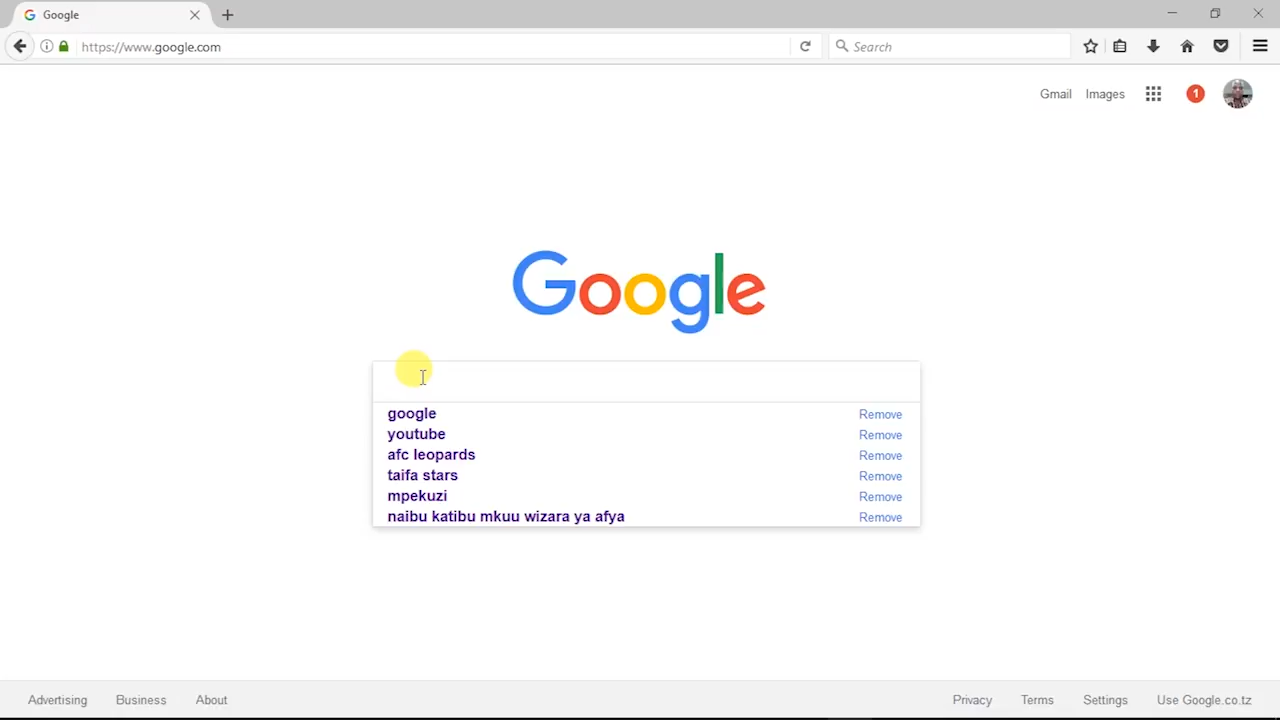 Google
https://www.google.com
Search
Gmail Images 1
Google
google Remove
youtube Remove
afc leopards Remove
taifa stars Remove
mpekuzi Remove
naibu katibu mkuu wizara ya afya Remove
Advertising Business About Privacy Terms Settings Use Google.co.tz